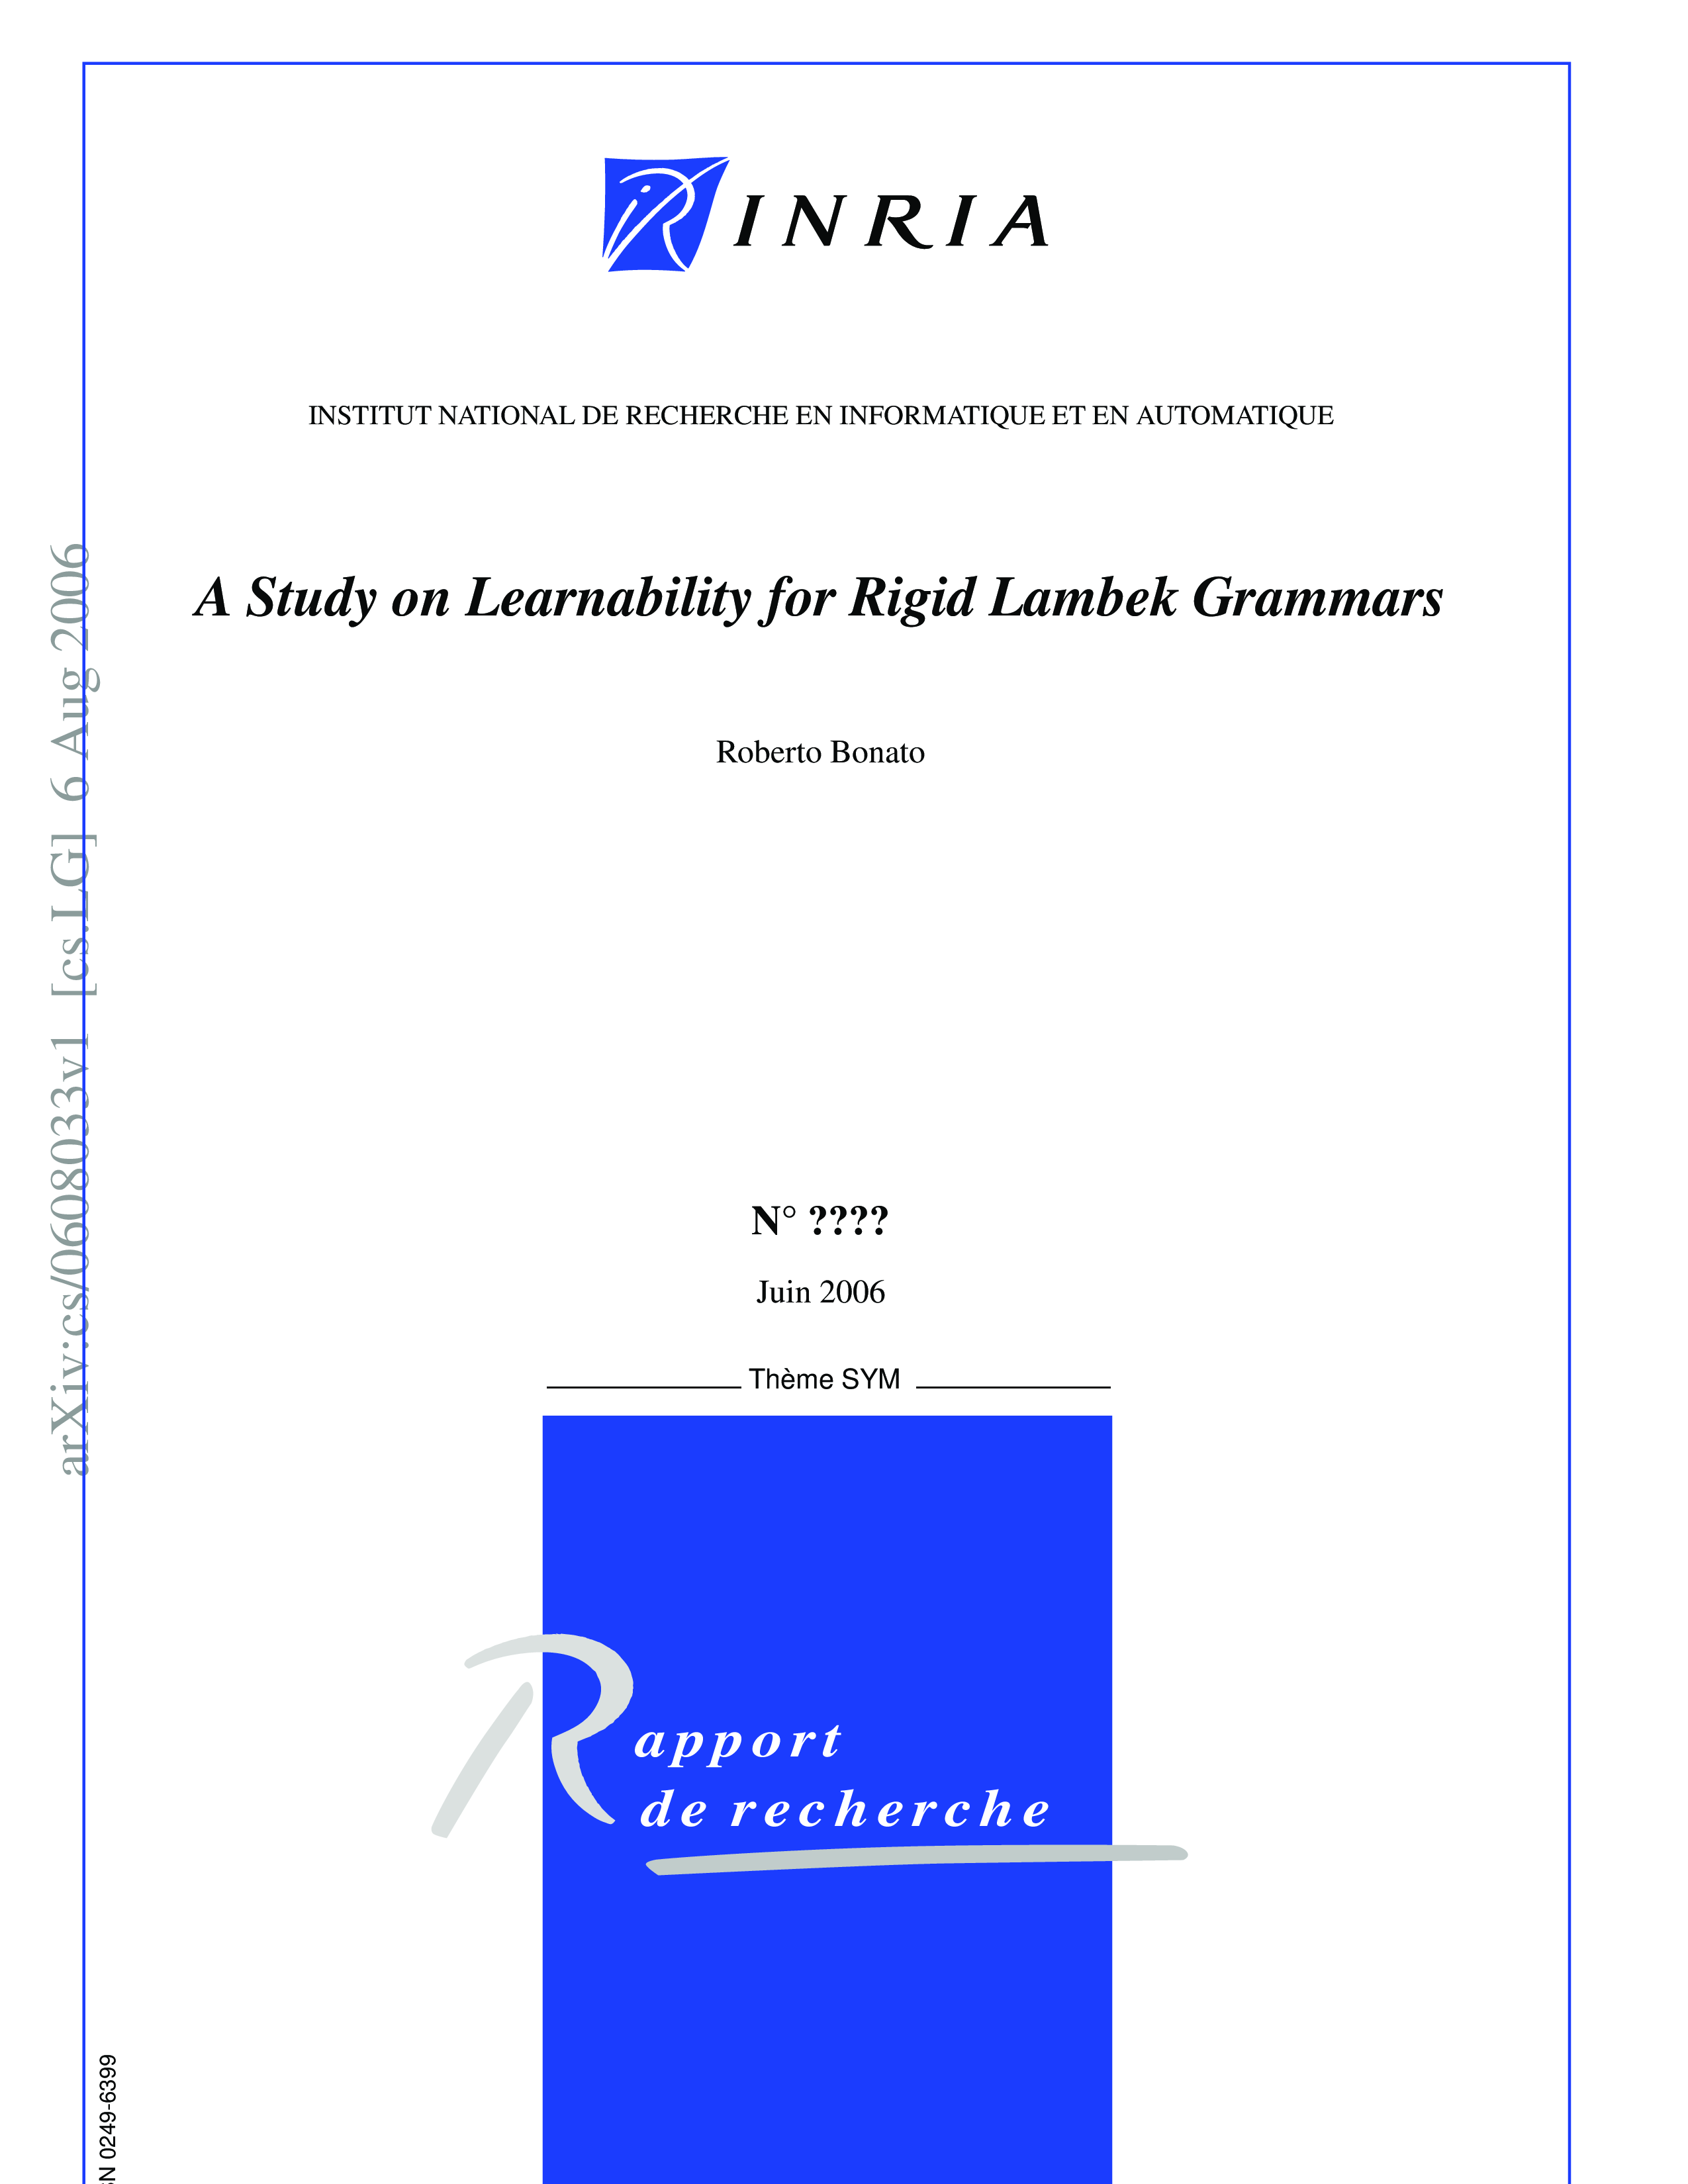 INRIA
INSTITUT NATIONAL DE RECHERCHE EN INFORMATIQUE ET EN AUTOMATIQUE
A Study on Learnability for Rigid Lambek Grammars
Roberto Bonato
N° ????
Juin 2006
Thème SYM
Rapport
de recherche
arXiv:cs/0608033v1 [cs.LG] 6 Aug 2006
0249-6399